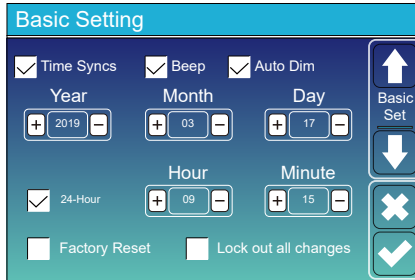 Basic Setting
Time Syncs Beep Auto Dim
Year Month Day
+ 2019 − + 03 − + 17 −
Basic
Set
Hour Minute
24-Hour + 09 − + 15 −
Factory Reset Lock out all changes